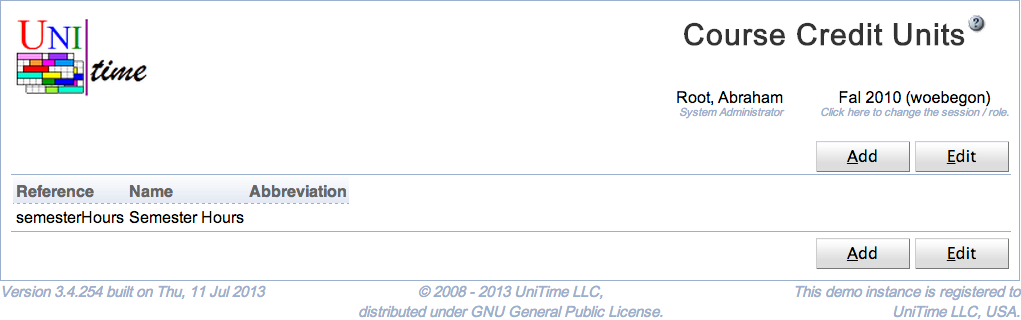 UNI
time
Course Credit Units ?
Root, Abraham Fal 2010 (woebegon)
System Administrator Click here to change the session / role.
Add Edit
Reference Name Abbreviation
semesterHours Semester Hours
Add Edit
Version 3.4.254 built on Thu, 11 Jul 2013 © 2008 - 2013 UniTime LLC, This demo instance is registered to
distributed under GNU General Public License. UniTime LLC, USA.